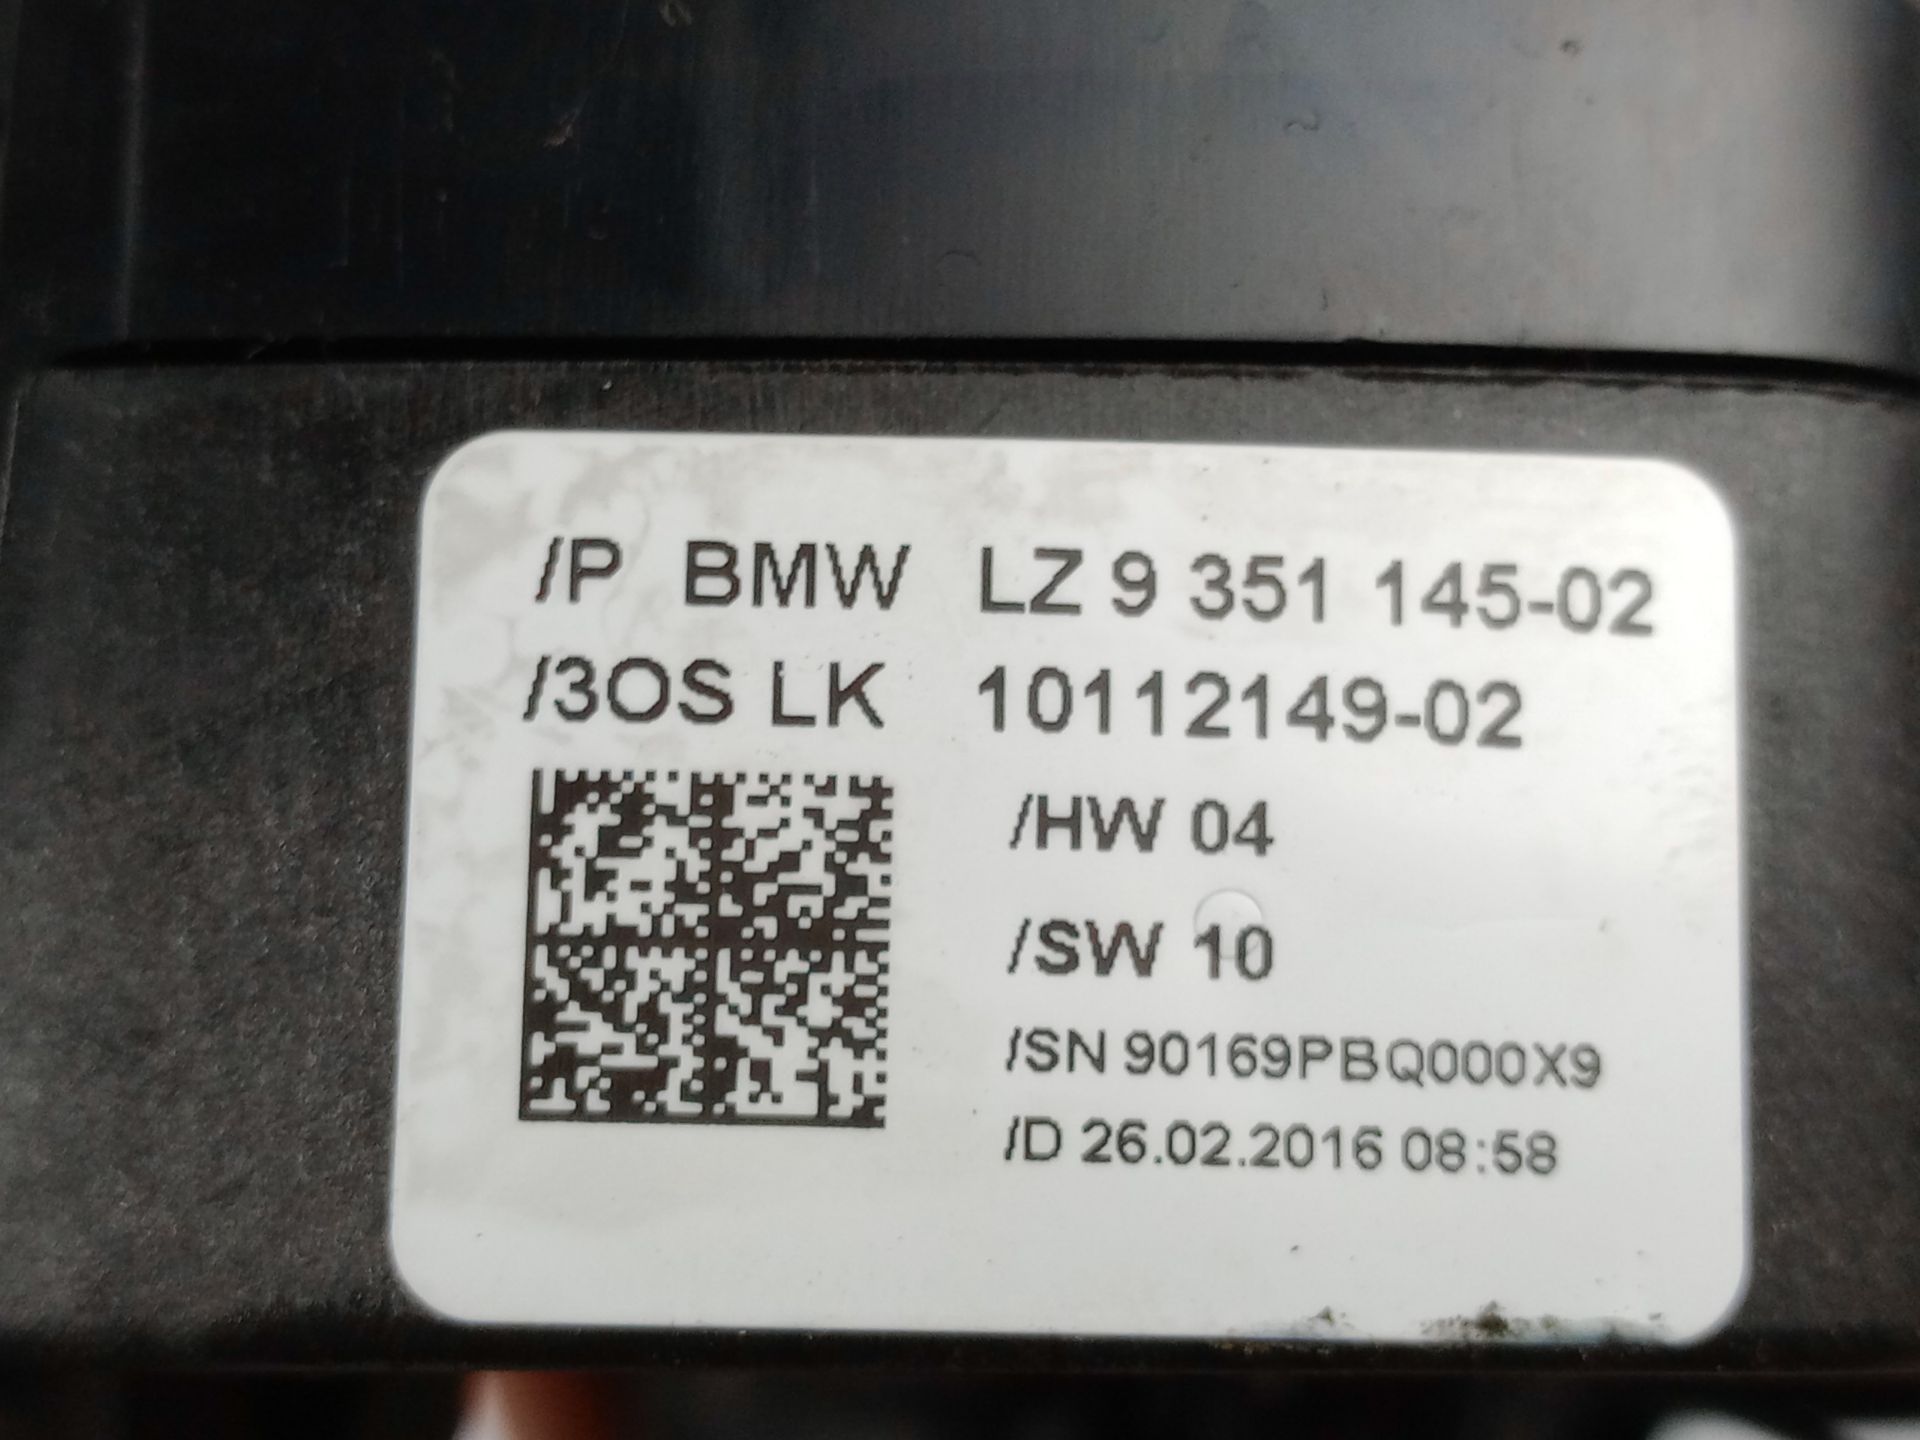 /P BMW LZ 9 351 145-02
/3OS LK 10112149-02
/HW 04
/SW 10
/SN 90169PBQ000X9
/D 26.02.2016 08:58